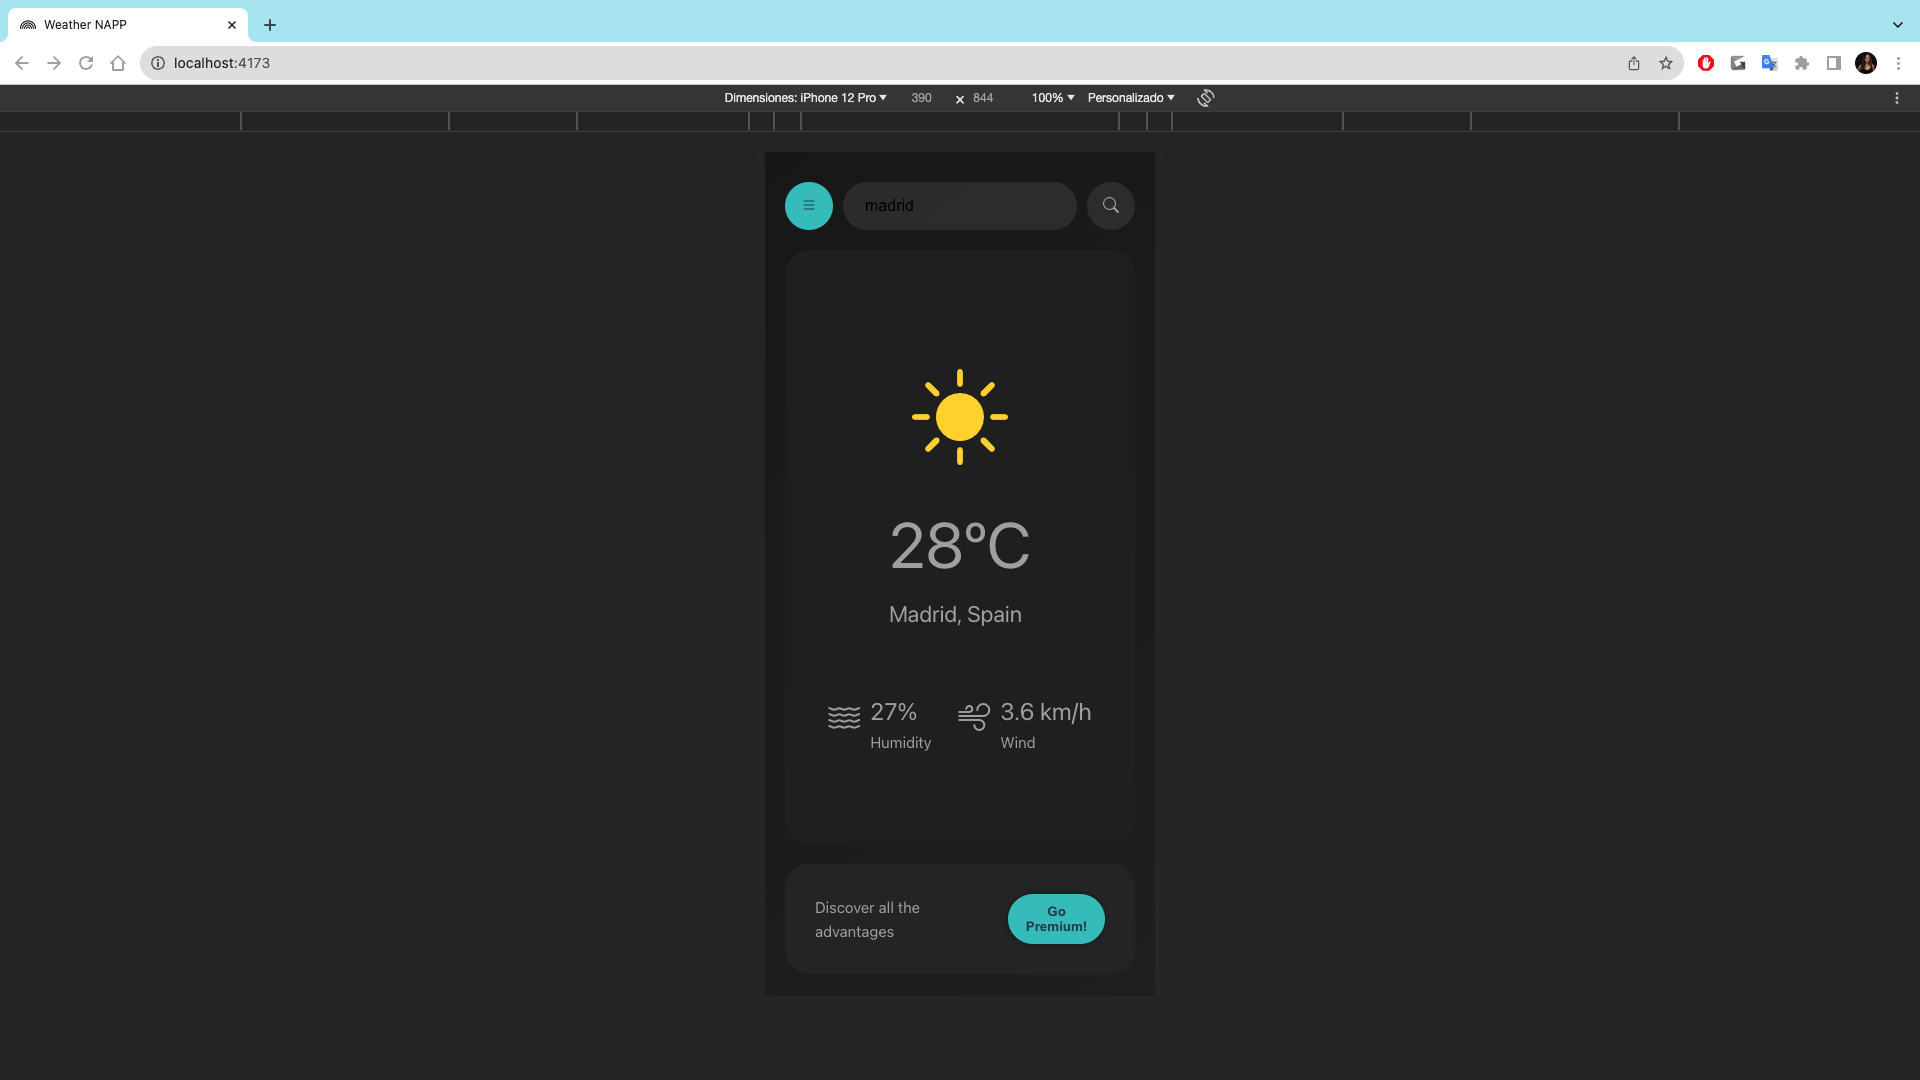 Weather NAPP
localhost:4173
Dimensiones: iPhone 12 Pro 390 × 844 100% Personalizado
madrid
28°C
Madrid, Spain
27% 3.6 km/h
Humidity Wind
Discover all the
advantages
Go
Premium!